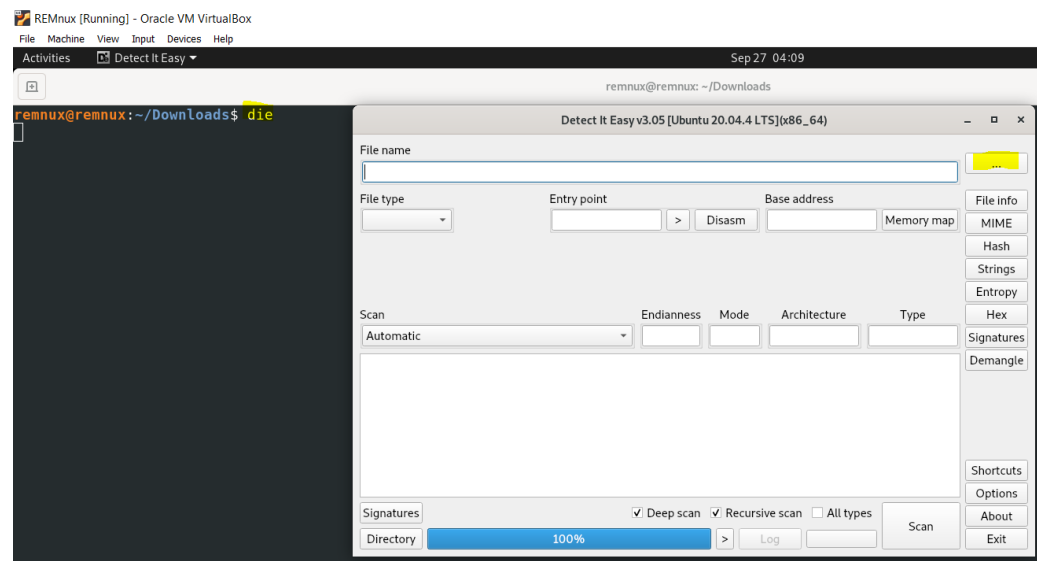 REMnux [Running] - Oracle VM VirtualBox
File Machine View Input Devices Help
Activities Detect It Easy Sep 27 04:09
remnux@remnux: ~/Downloads
remnux@remnux:~/Downloads$ die
Detect It Easy v3.05 [Ubuntu 20.04.4 LTS](x86_64)
File name
...
File type Entry point Base address File info
> Disasm Memory map MIME
Hash
Strings
Entropy
Scan Endianness Mode Architecture Type Hex
Automatic Signatures
Demangle
Shortcuts
Options
Signatures Deep scan Recursive scan All types Scan About
Directory 100% > Log Exit